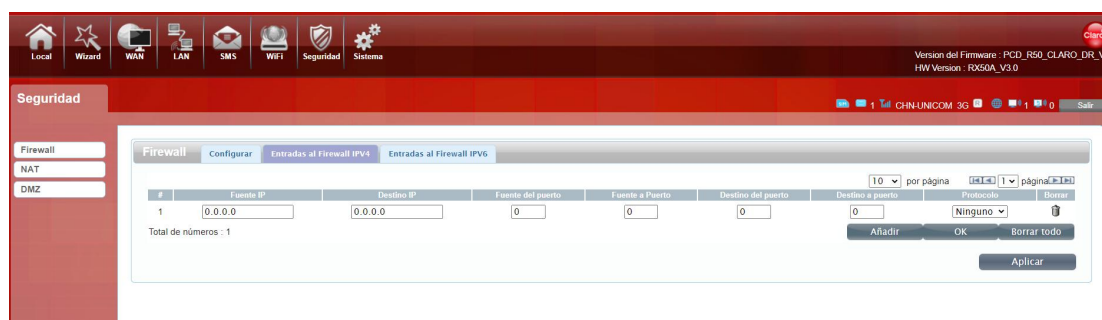 Local Wizard WAN LAN SMS WiFi Seguridad Sistema
Claro
Version del Firmware : PCD_R50_CLARO_DR_V
HW Version : RX50A_V3.0
Seguridad
1 CHN-UNICOM 3G R 1 0 Salir
Firewall
NAT
DMZ
Firewall Configurar Entradas al Firewall IPV4 Entradas al Firewall IPV6
10 por página 1 página
# Fuente IP Destino IP Fuente del puerto Fuente a Puerto Destino del puerto Destino a puerto Protocolo Borrar
1 0.0.0.0 0.0.0.0 0 0 0 0 Ninguno
Total de números : 1
Añadir OK Borrar todo
Aplicar